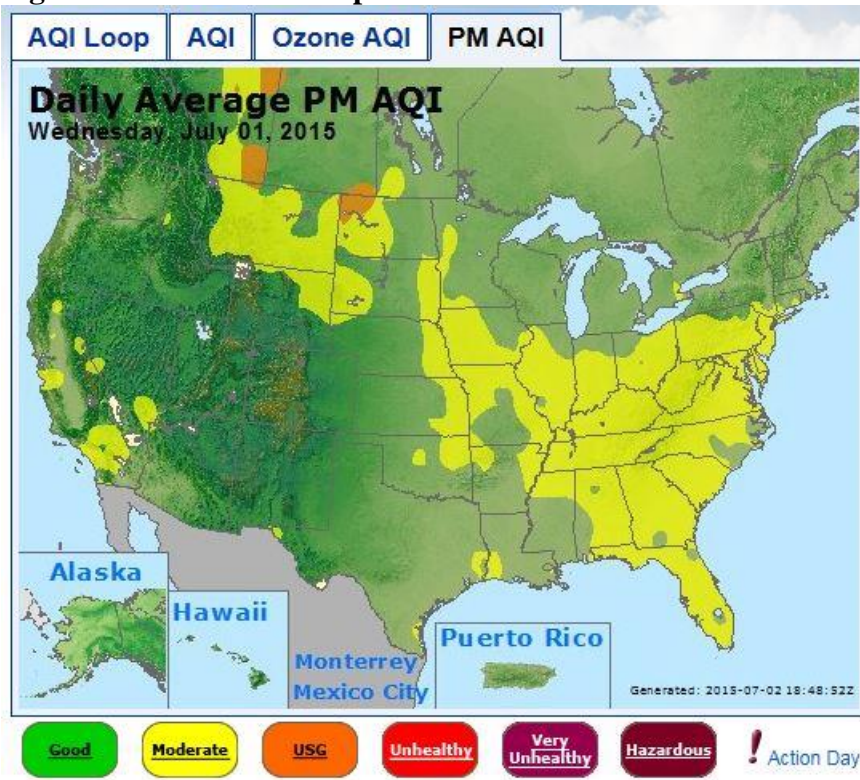 AQI Loop AQI Ozone AQI PM AQI
Daily Average PM AQI
Wednesday, July 01, 2015
Alaska
Hawaii
Monterrey
Mexico City
Puerto Rico
Generated: 2015-07-02 18:48:52Z
Good Moderate USG Unhealthy Very Unhealthy Hazardous ! Action Day